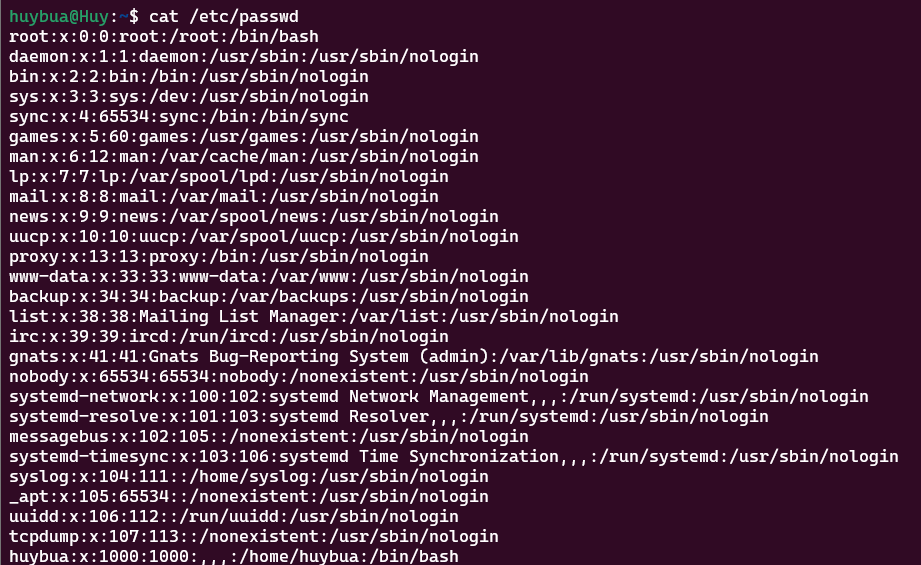 huybua@Huy:~$ cat /etc/passwd
root:x:0:0:root:/root:/bin/bash
daemon:x:1:1:daemon:/usr/sbin:/usr/sbin/nologin
bin:x:2:2:bin:/bin:/usr/sbin/nologin
sys:x:3:3:sys:/dev:/usr/sbin/nologin
sync:x:4:65534:sync:/bin:/bin/sync
games:x:5:60:games:/usr/games:/usr/sbin/nologin
man:x:6:12:man:/var/cache/man:/usr/sbin/nologin
lp:x:7:7:lp:/var/spool/lpd:/usr/sbin/nologin
mail:x:8:8:mail:/var/mail:/usr/sbin/nologin
news:x:9:9:news:/var/spool/news:/usr/sbin/nologin
uucp:x:10:10:uucp:/var/spool/uucp:/usr/sbin/nologin
proxy:x:13:13:proxy:/bin:/usr/sbin/nologin
www-data:x:33:33:www-data:/var/www:/usr/sbin/nologin
backup:x:34:34:backup:/var/backups:/usr/sbin/nologin
list:x:38:38:Mailing List Manager:/var/list:/usr/sbin/nologin
irc:x:39:39:ircd:/run/ircd:/usr/sbin/nologin
gnats:x:41:41:Gnats Bug-Reporting System (admin):/var/lib/gnats:/usr/sbin/nologin
nobody:x:65534:65534:nobody:/nonexistent:/usr/sbin/nologin
systemd-network:x:100:102:systemd Network Management,,,:/run/systemd:/usr/sbin/nologin
systemd-resolve:x:101:103:systemd Resolver,,,:/run/systemd:/usr/sbin/nologin
messagebus:x:102:105::/nonexistent:/usr/sbin/nologin
systemd-timesync:x:103:106:systemd Time Synchronization,,,:/run/systemd:/usr/sbin/nologin
syslog:x:104:111::/home/syslog:/usr/sbin/nologin
_apt:x:105:65534::/nonexistent:/usr/sbin/nologin
uuidd:x:106:112::/run/uuidd:/usr/sbin/nologin
tcpdump:x:107:113::/nonexistent:/usr/sbin/nologin
huybua:x:1000:1000:,,,:/home/huybua:/bin/bash